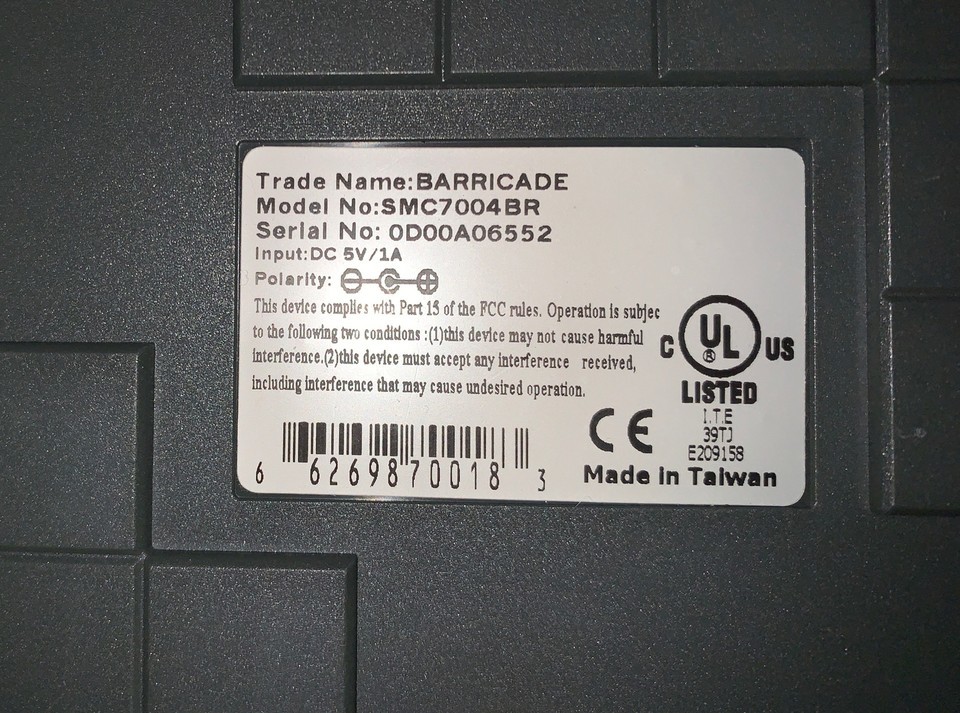 Trade Name:BARRICADE
Model No:SMC7004BR
Serial No: 0D00A06552
Input:DC 5V/1A
Polarity:
This device complies with Part 15 of the FCC rules. Operation is subjec
to the following two conditions :(1)this device may not cause harmful
interference.(2)this device must accept any interference received,
including interference that may cause undesired operation.
C UL ® US
LISTED
I.T.E
39TJ
E209158
CE
Made in Taiwan
6 62698 70018 3